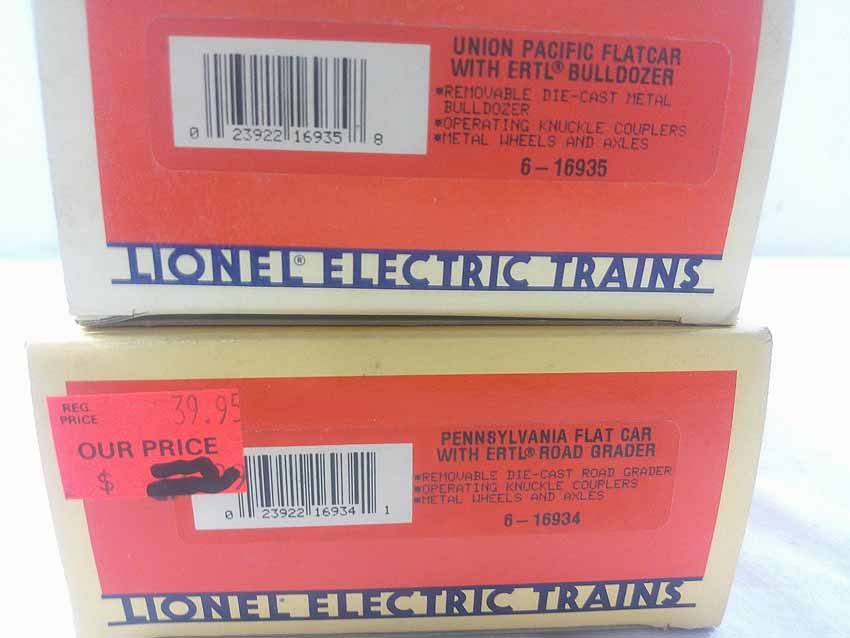 UNION PACIFIC FLATCAR
WITH ERTL® BULLDOZER
*REMOVABLE DIE-CAST METAL
BULLDOZER
*OPERATING KNUCKLE COUPLERS
*METAL WHEELS AND AXLES
6-16935
0 23922 16935 8
LIONEL® ELECTRIC TRAINS
REG. PRICE 39.95
OUR PRICE
$
PENNSYLVANIA FLAT CAR
WITH ERTL® ROAD GRADER
*REMOVABLE DIE-CAST ROAD GRADER
*OPERATING KNUCKLE COUPLERS
*METAL WHEELS AND AXLES
6-16934
0 23922 16934 1
LIONEL® ELECTRIC TRAINS